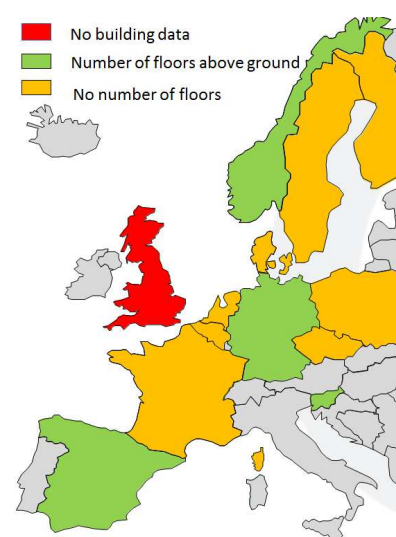 No building data
Number of floors above ground
No number of floors